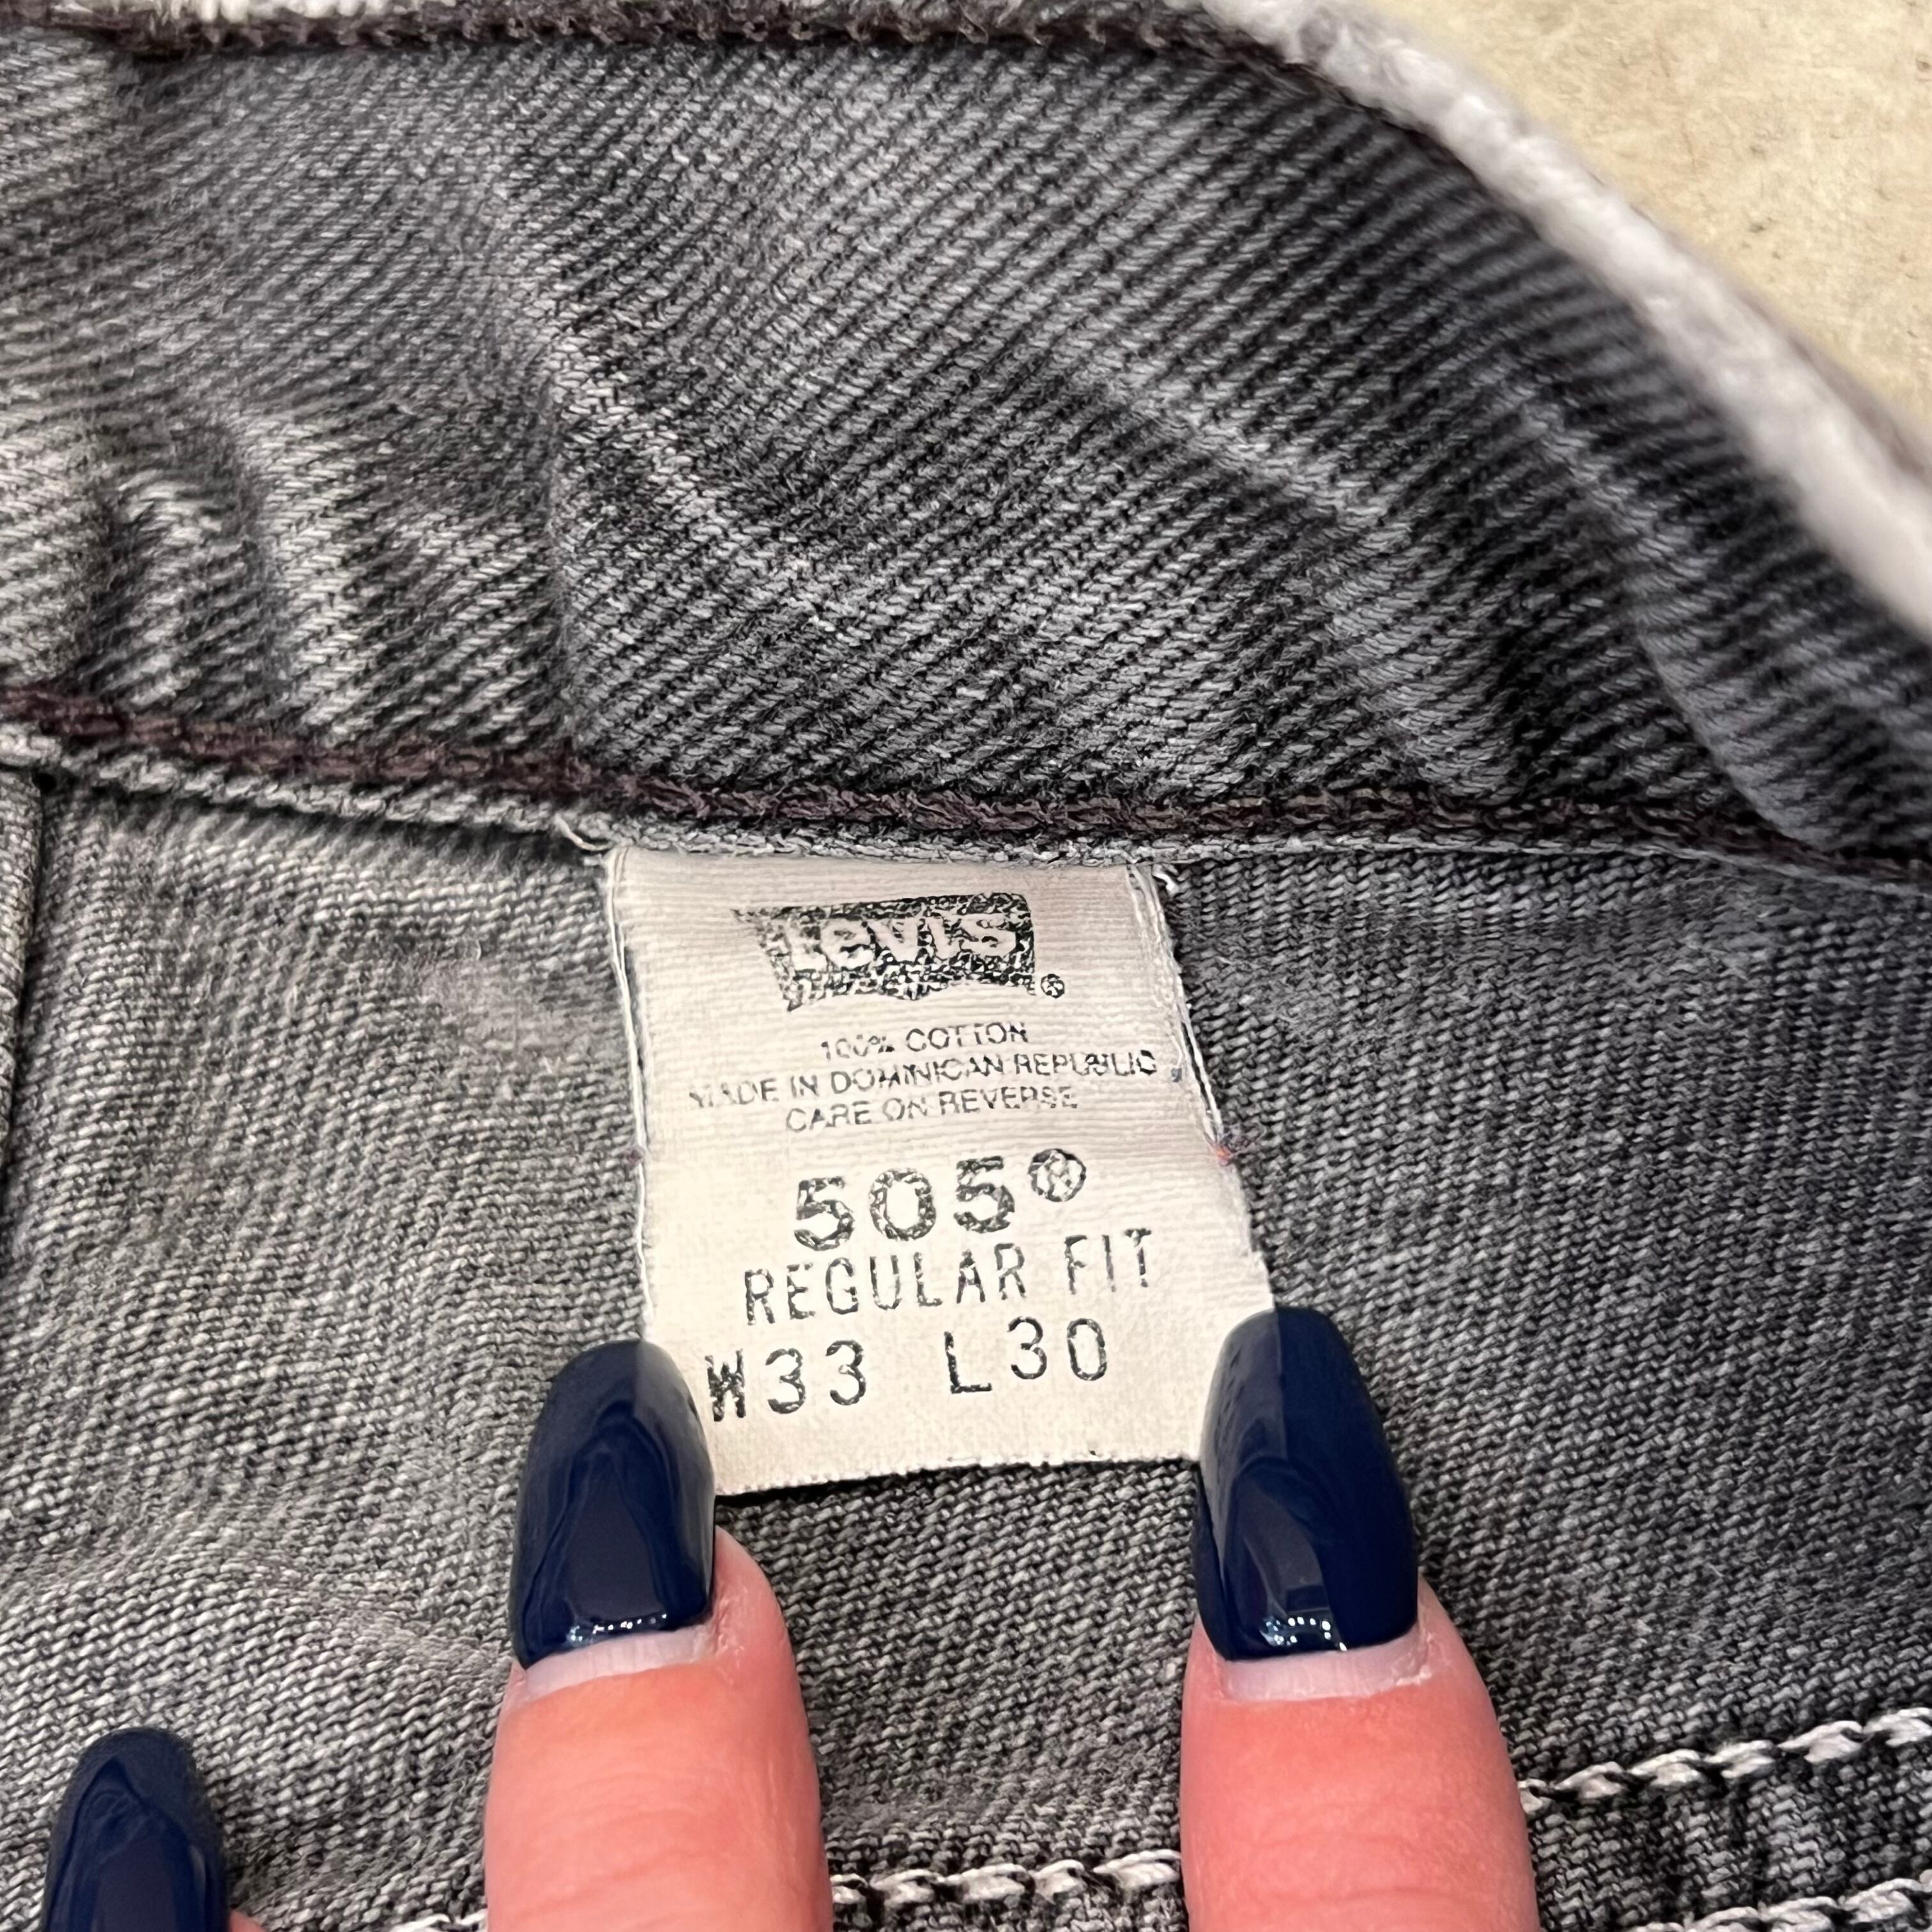 Levi's ®
100% COTTON
MADE IN DOMINICAN REPUBLIC
CARE ON REVERSE
505®
REGULAR FIT
W33 L30